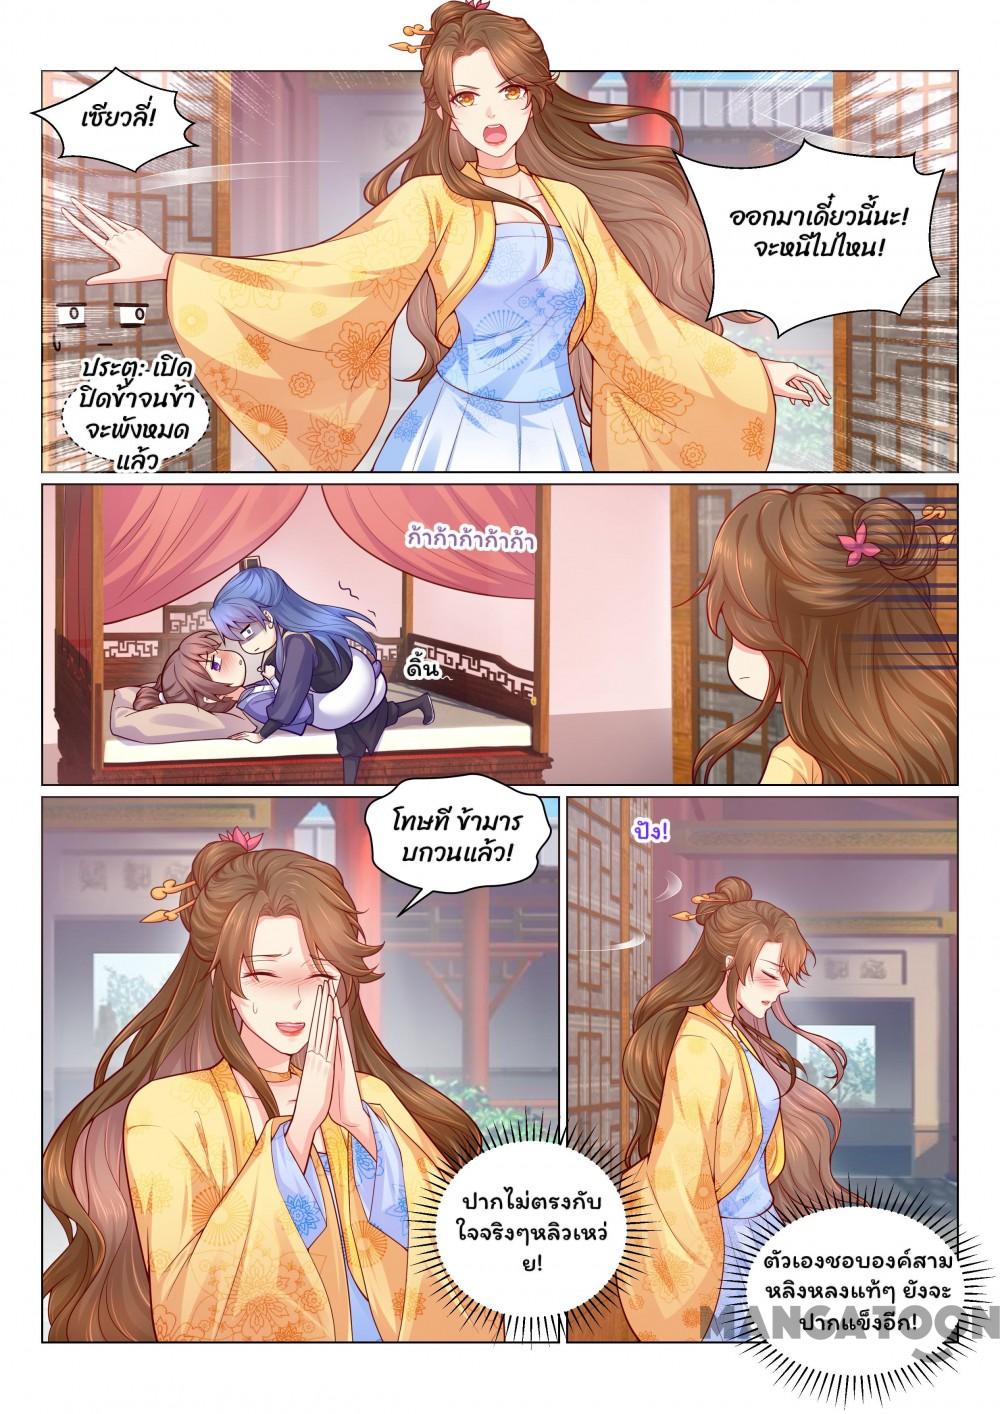 เซียวลี่!
ออกมาเดี๋ยวนี้นะ!
จะหนีไปไหน!
ประตู: เปิด
ปิดข้าจนข้า
จะพังหมด
แล้ว
ก้าก้าก้าก้าก้า
ดิ้น
โทษที ข้ามาร
บกวนแล้ว!
ปัง!
ปากไม่ตรงกับ
ใจจริงๆหลิวเหว่
ย!
ตัวเองชอบองค์สาม
หลิงหลงแท้ๆ ยังจะ
ปากแข็งอีก!
MANGATOON